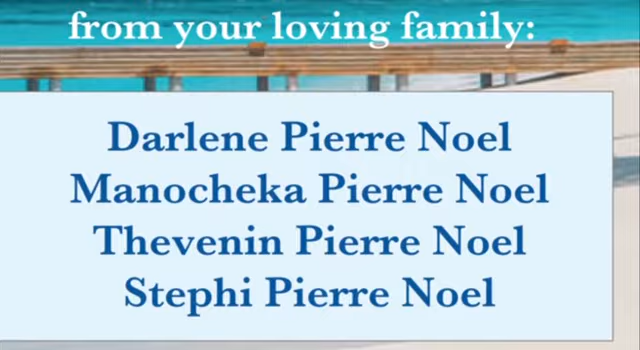 from your loving family:
Darlene Pierre Noel
Manocheka Pierre Noel
Thevenin Pierre Noel
Stephi Pierre Noel